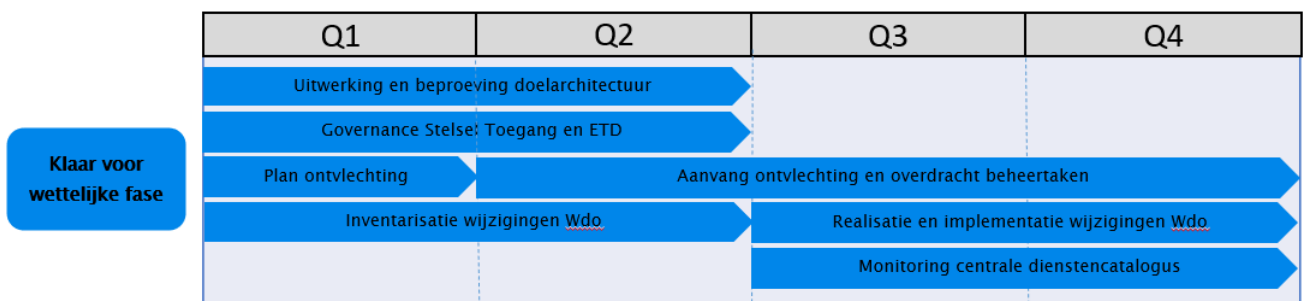 Q1 Q2 Q3 Q4
Uitwerking en beproeving doelarchitectuur
Governance Stelsel Toegang en ETD
Klaar voor
wettelijke fase
Plan ontvlechting
Aanvang ontvlechting en overdracht beheertaken
Inventarisatie wijzigingen Wdo
Realisatie en implementatie wijzigingen Wdo
Monitoring centrale dienstencatalogus